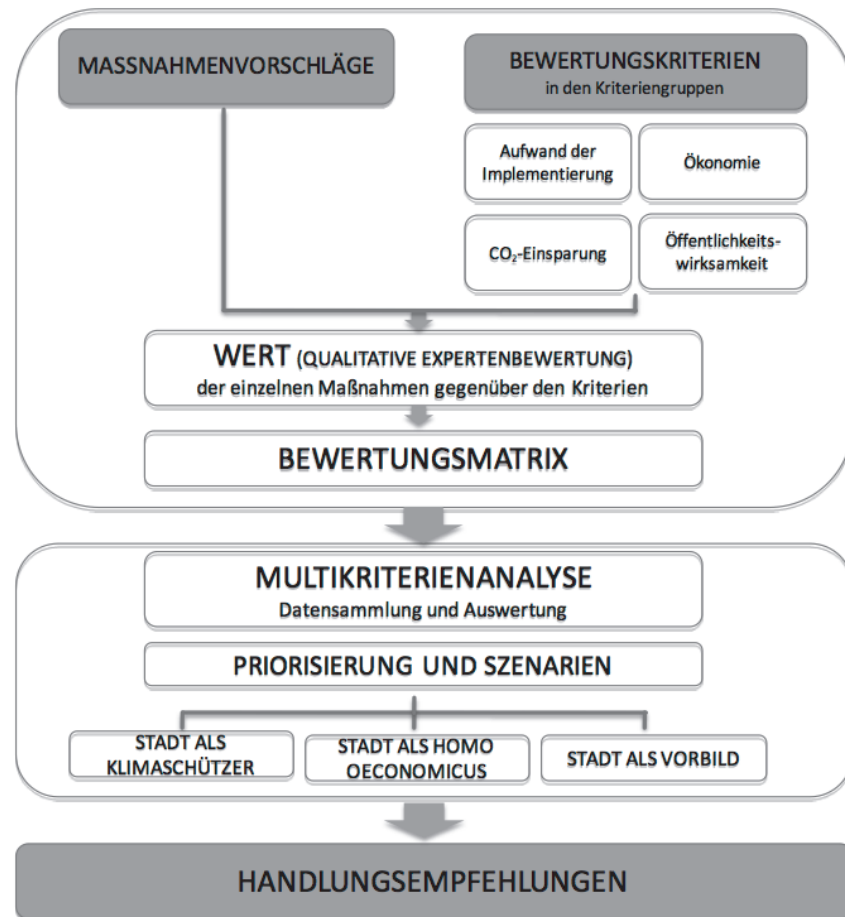 MASSNAHMENVORSCHLÄGE
BEWERTUNGSKRITERIEN
in den Kriteriengruppen
Aufwand der
Implementierung
Ökonomie
CO₂-Einsparung
Öffentlichkeits-
wirksamkeit
WERT (QUALITATIVE EXPERTENBEWERTUNG)
der einzelnen Maßnahmen gegenüber den Kriterien
BEWERTUNGSMATRIX
MULTIKRITERIENANALYSE
Datensammlung und Auswertung
PRIORISIERUNG UND SZENARIEN
STADT ALS
KLIMASCHÜTZER
STADT ALS HOMO
OECONOMICUS
STADT ALS VORBILD
HANDLUNGSEMPFEHLUNGEN